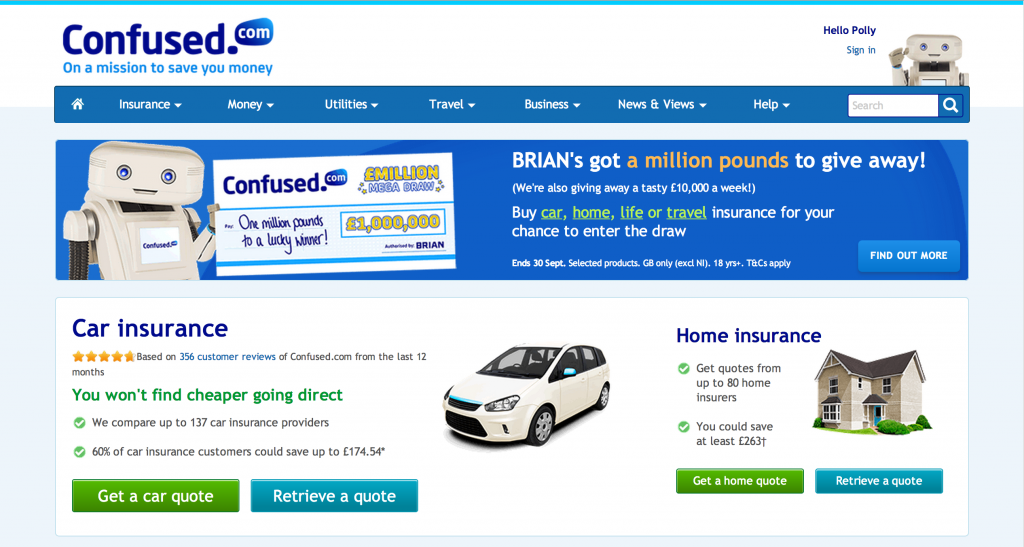 Confused.com
On a mission to save you money
Hello Polly
Sign in
Insurance Money Utilities Travel Business News & Views Help Search
BRIAN's got a million pounds to give away!
(We're also giving away a tasty £10,000 a week!)
Buy car, home, life or travel insurance for your
chance to enter the draw
Ends 30 Sept. Selected products. GB only (excl NI). 18 yrs+. T&Cs apply
FIND OUT MORE
Confused.com
£MILLION
MEGA DRAW
Pay: One million pounds
to a lucky winner!
£1,000,000
Authorised by: BRIAN
Confused.com
Car insurance
Based on 356 customer reviews of Confused.com from the last 12
months
You won't find cheaper going direct
We compare up to 137 car insurance providers
60% of car insurance customers could save up to £174.54*
Get a car quote Retrieve a quote
Home insurance
Get quotes from
up to 80 home
insurers
You could save
at least £263†
Get a home quote Retrieve a quote